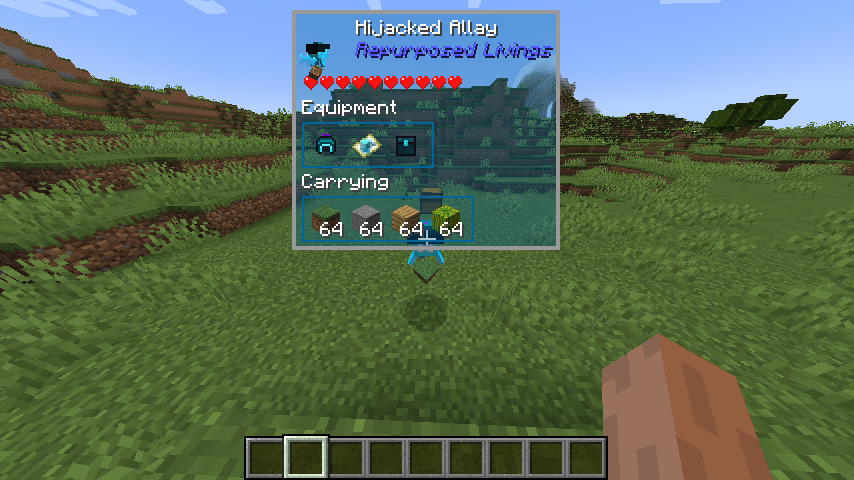 Hijacked Allay
Repurposed Livings
Equipment
Carrying
64 64 64 64